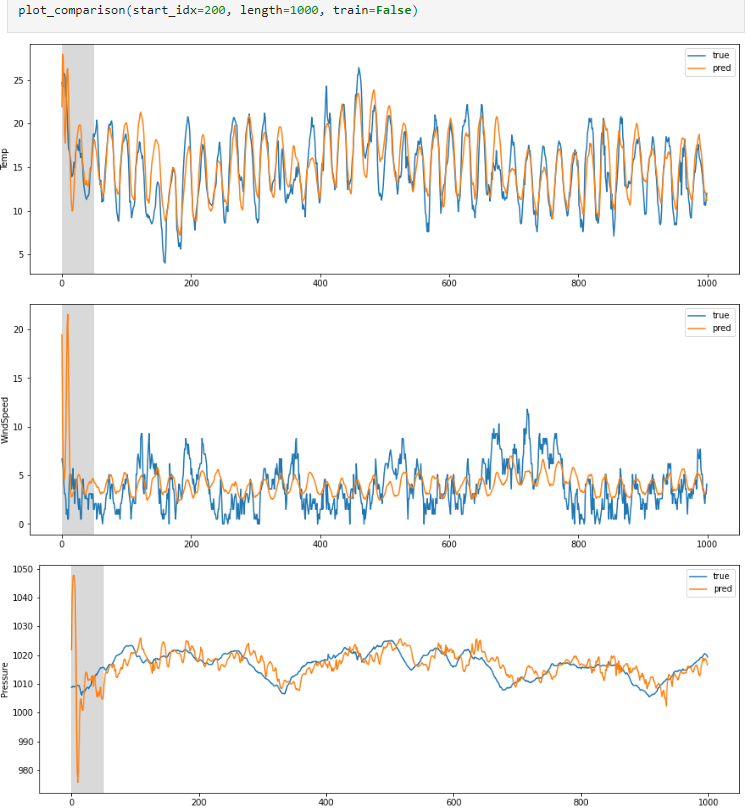 plot_comparison(start_idx=200, length=1000, train=False)
true
pred
25
20
15
10
5
Temp
0 200 400 600 800 1000
true
pred
20
15
10
5
0
WindSpeed
0 200 400 600 800 1000
true
pred
1050
1040
1030
1020
1010
1000
990
980
Pressure
0 200 400 600 800 1000